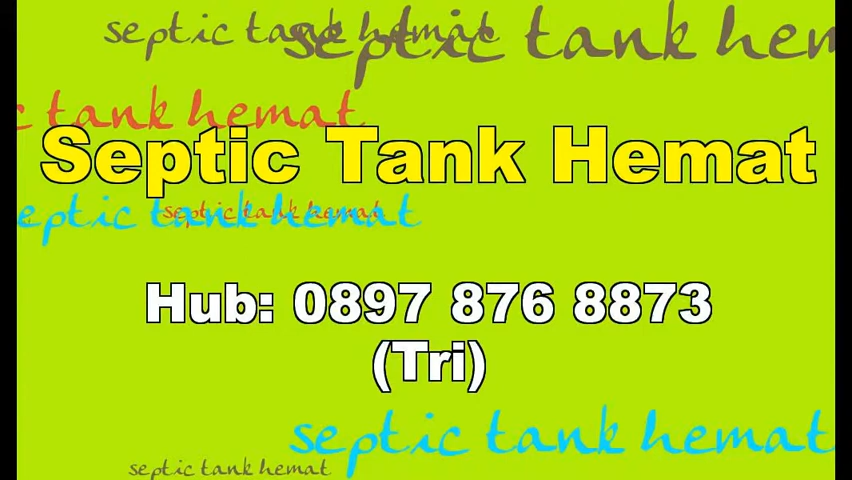 septic tank hemat
septic tank hem
c tank hemat
Septic Tank Hemat
septic tank hemat
eptic tank hemat
Hub: 0897 876 8873
(Tri)
septic tank hemat
septic tank hemat